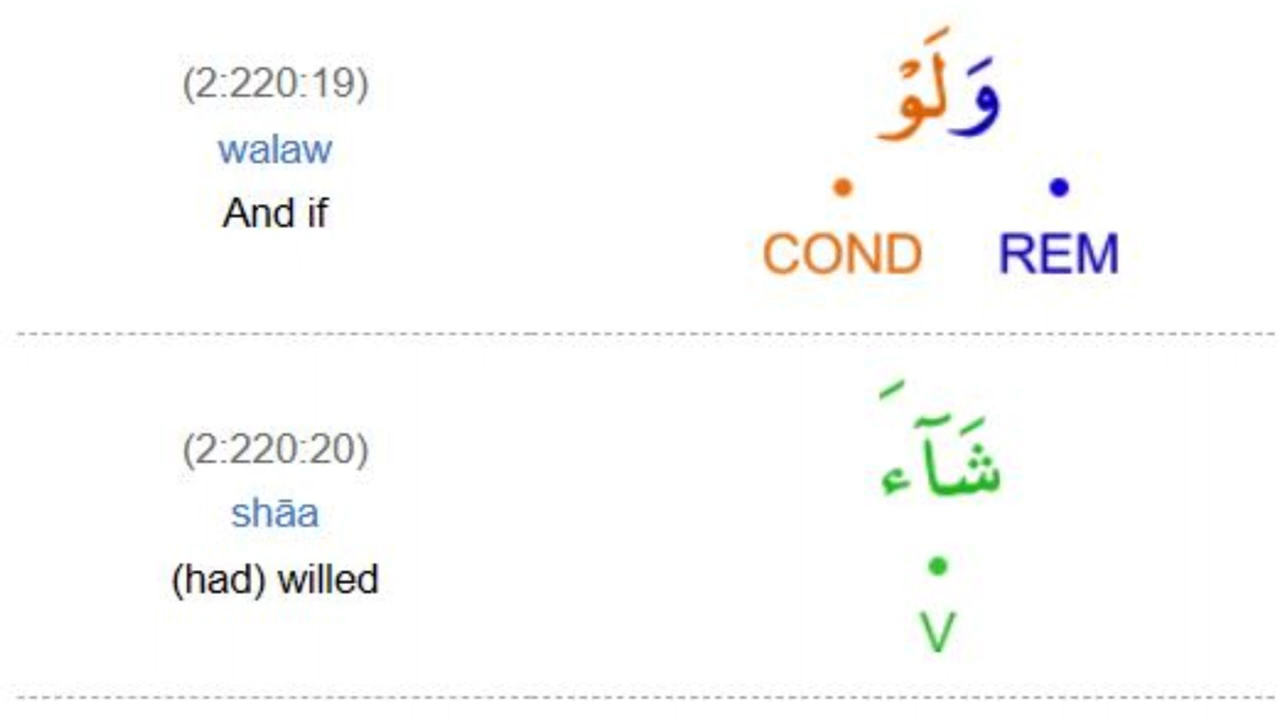 (2:220:19)
walaw
And if
وَلَوْ
COND REM
(2:220:20)
shāa
(had) willed
شَآءَ
V